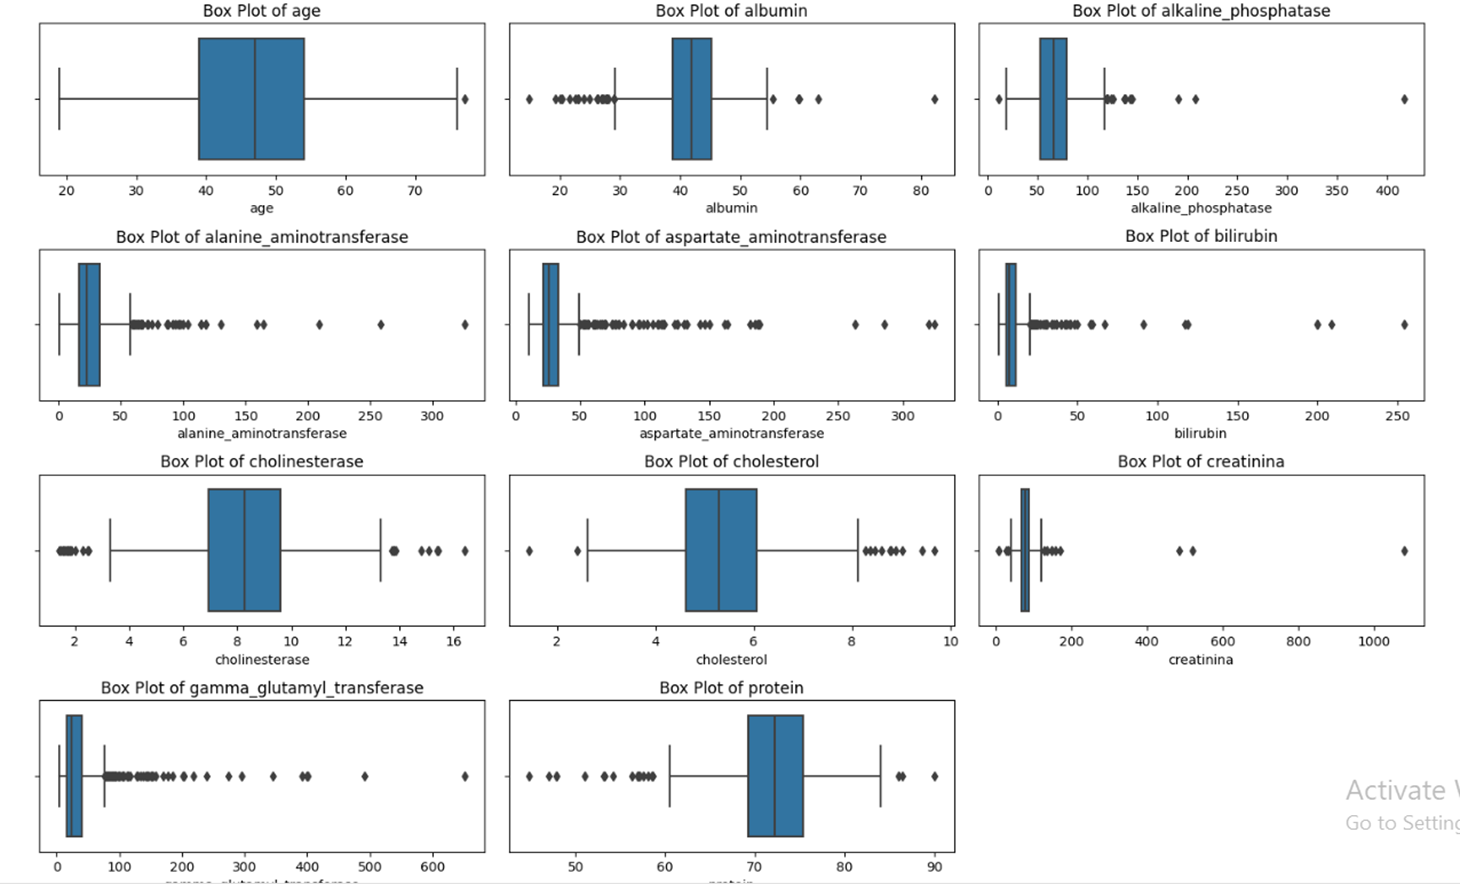 Box Plot of age
20 30 40 50 60 70
age
Box Plot of albumin
20 30 40 50 60 70 80
albumin
Box Plot of alkaline_phosphatase
0 50 100 150 200 250 300 350 400
alkaline_phosphatase
Box Plot of alanine_aminotransferase
0 50 100 150 200 250 300
alanine_aminotransferase
Box Plot of aspartate_aminotransferase
0 50 100 150 200 250 300
aspartate_aminotransferase
Box Plot of bilirubin
0 50 100 150 200 250
bilirubin
Box Plot of cholinesterase
2 4 6 8 10 12 14 16
cholinesterase
Box Plot of cholesterol
2 4 6 8 10
cholesterol
Box Plot of creatinina
0 200 400 600 800 1000
creatinina
Box Plot of gamma_glutamyl_transferase
0 100 200 300 400 500 600
gamma_glutamyl_transferase
Box Plot of protein
50 60 70 80 90
protein
Activate W
Go to Setting